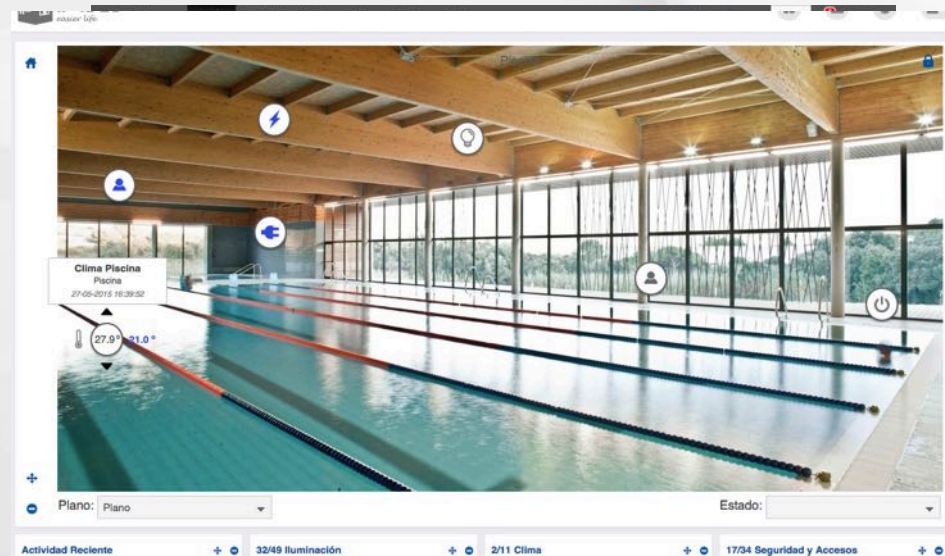 easier life
Clima Piscina
Piscina
27-05-2015 16:39:52
27.9°
21.0 °
Plano:
Plano
Estado:
Actividad Reciente
32/49 Iluminación
2/11 Clima
17/34 Seguridad y Accesos